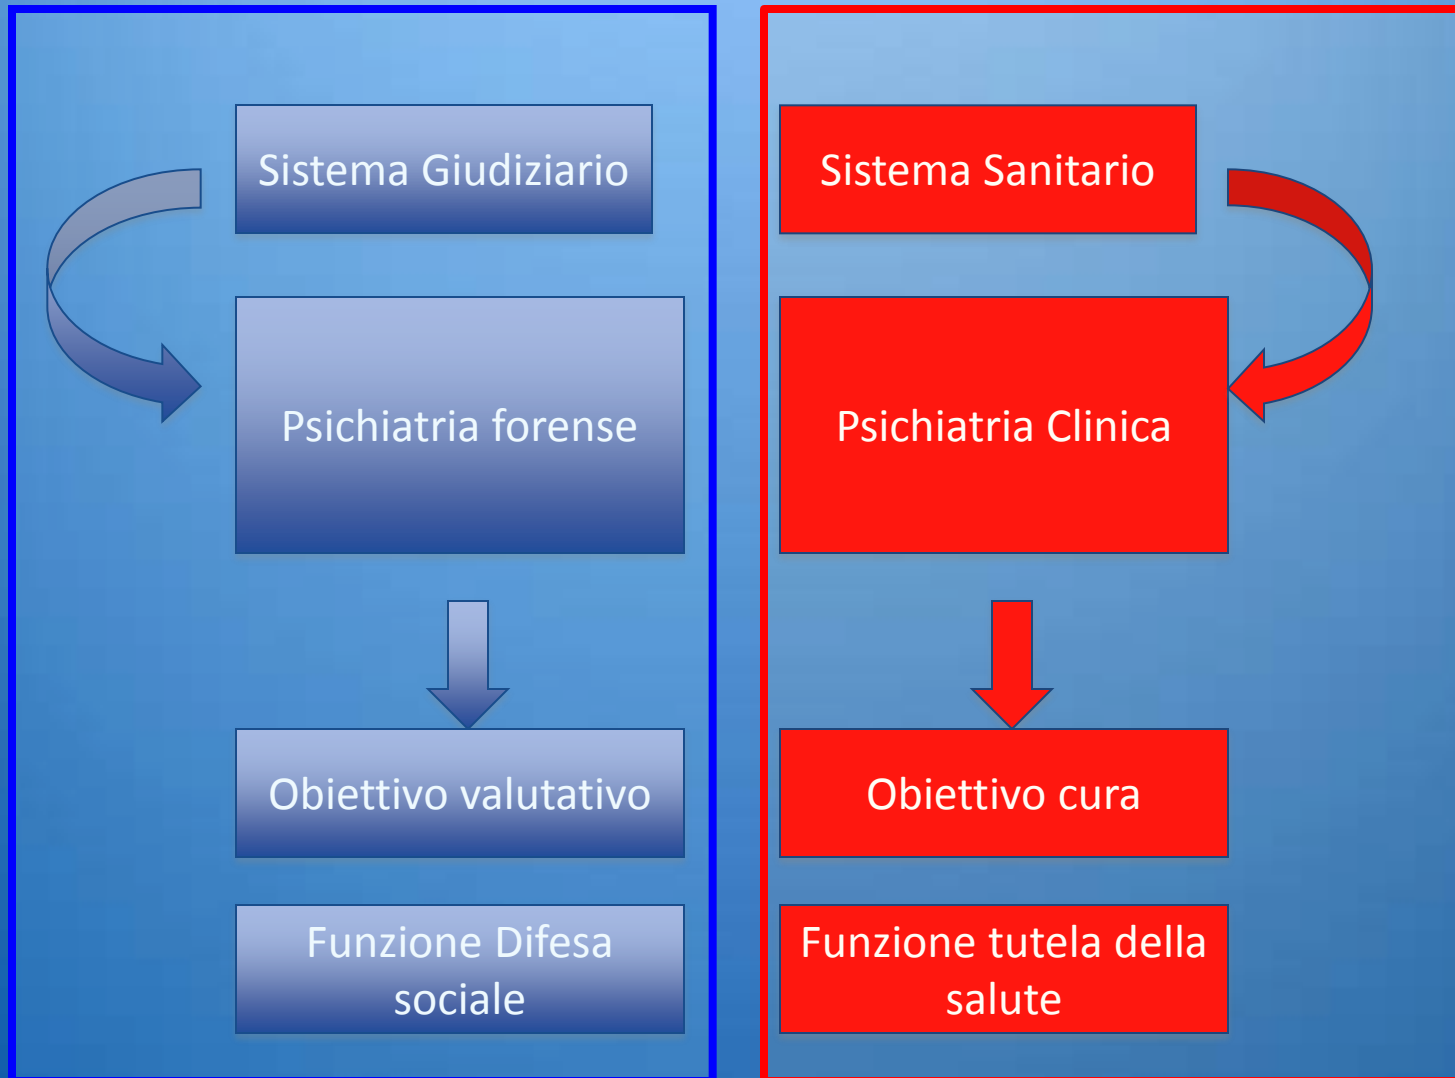 Sistema Giudiziario
Sistema Sanitario
Psichiatria forense
Psichiatria Clinica
Obiettivo valutativo
Obiettivo cura
Funzione Difesa
sociale
Funzione tutela della
salute